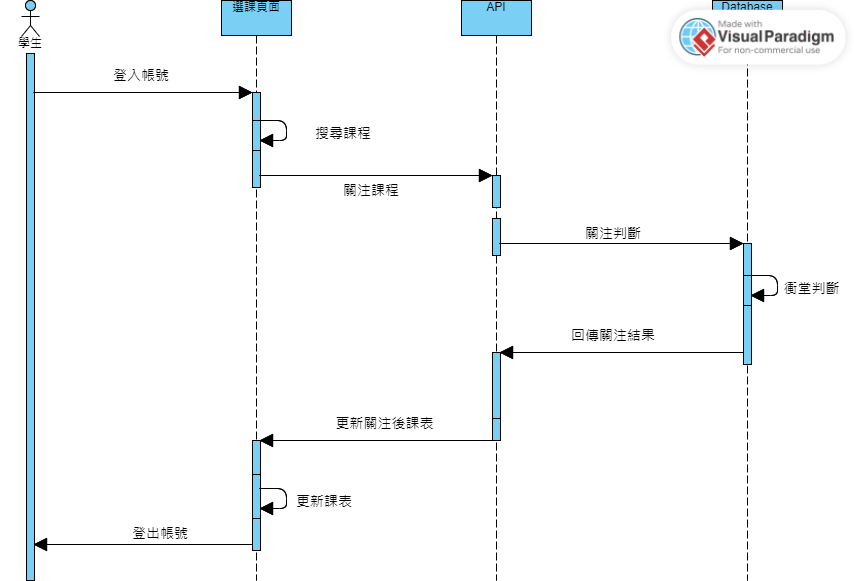 選課頁面
API
Database
Made with
VisualParadigm
For non-commercial use
學生
登入帳號
搜尋課程
關注課程
關注判斷
衝堂判斷
回傳關注結果
更新關注後課表
更新課表
登出帳號